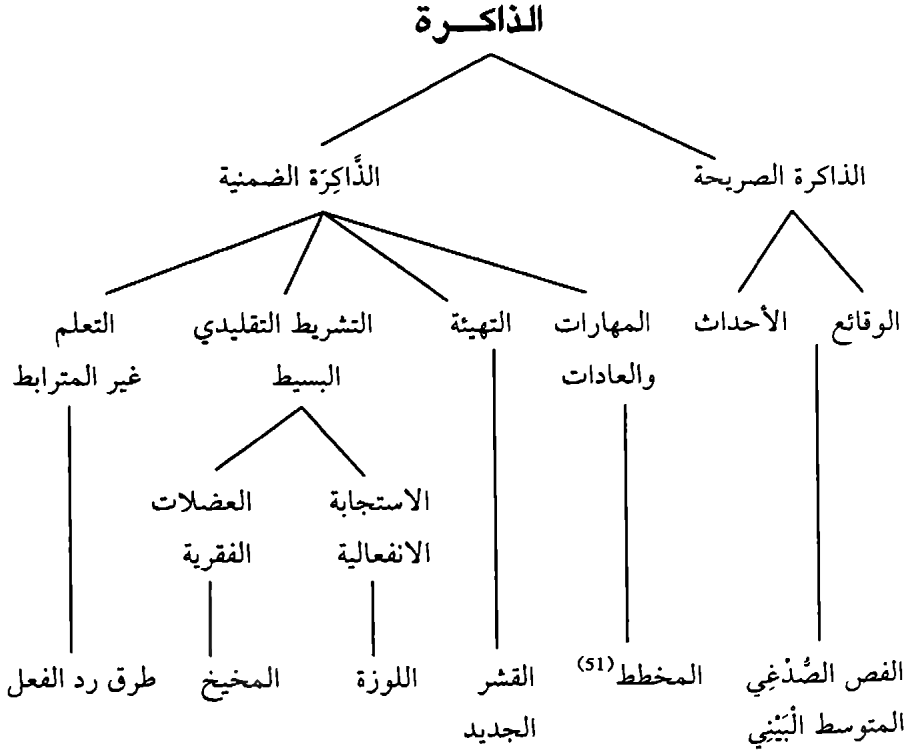 الذاكـــرة
الذاكرة الصريحة
الذَّاكِرَة الضمنية
الوقائع
الأحداث
المهارات
والعادات
التهيئة
التشريط التقليدي
البسيط
التعلم
غير المترابط
الاستجابة
الانفعالية
العضلات
الفقرية
الفص الصُّدْغِي
المتوسط الْبَيْنِي
المخطط (51)
القشر
الجديد
اللوزة
المخيخ
طرق رد الفعل